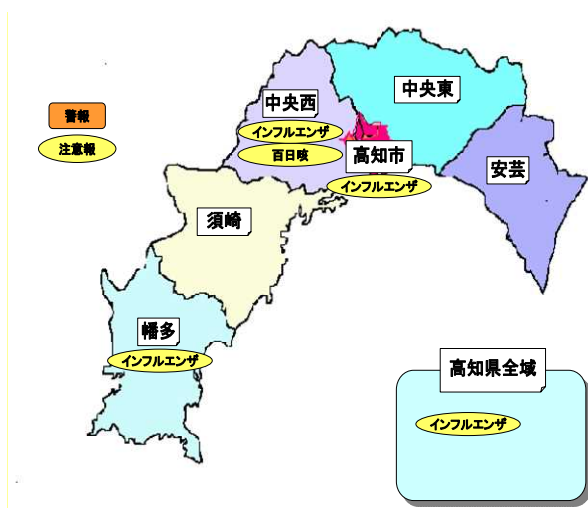 中央東
中央西
警報
インフルエンザ
注意報
百日咳
高知市
安芸
インフルエンザ
須崎
幡多
インフルエンザ
高知県全域
インフルエンザ